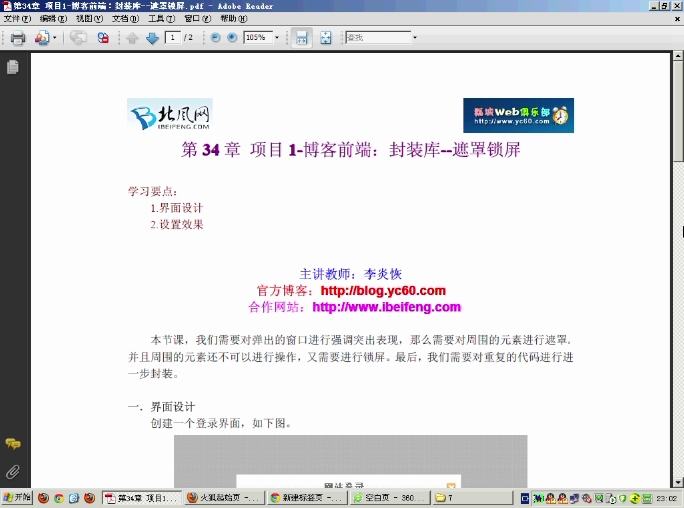 第34章 项目1-博客前端：封装库--遮罩锁屏.pdf - Adobe Reader
文件(F) 编辑(E) 视图(V) 文档(D) 工具(T) 窗口(W) 帮助(H)
1 / 2 105% 查找
北风网
IBEIFENG.COM
瓢城Web俱乐部
http://www.yc60.com
第 34 章 项目 1-博客前端：封装库--遮罩锁屏
学习要点：
1.界面设计
2.设置效果
主讲教师：李炎恢
官方博客：http://blog.yc60.com
合作网站：http://www.ibeifeng.com
本节课，我们需要对弹出的窗口进行强调突出表现，那么需要对周围的元素进行遮罩。
并且周围的元素还不可以进行操作，又需要进行锁屏。最后，我们需要对重复的代码进行进
一步封装。
一．界面设计
创建一个登录界面，如下图。
网站登录
开始 第34章 项目1... 火狐起始页 -... 新建标签页 -... 空白页 - 360... 7 23:02